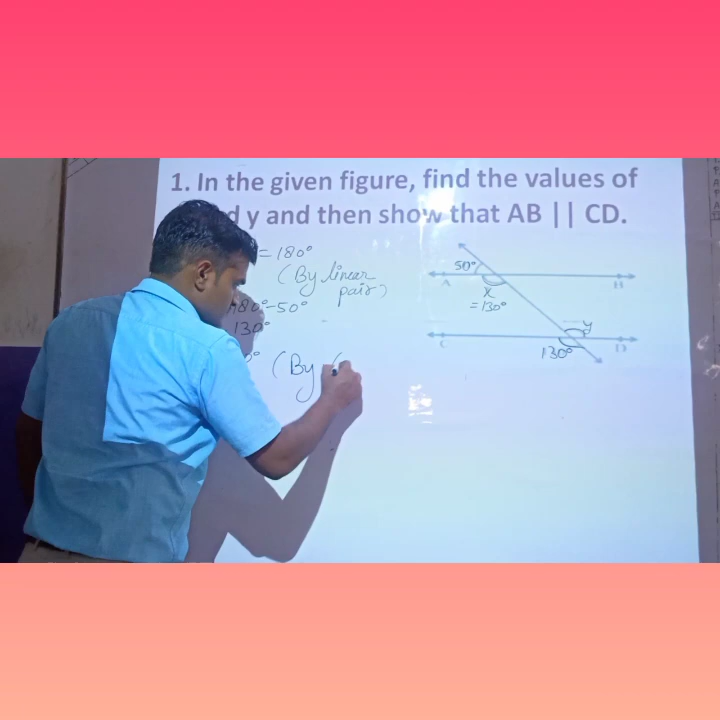 1. In the given figure, find the values of
d y and then show that AB || CD.
= 180°
(By linear
pair)
180°-50°
130°
0° (By
50°
A B
x
= 130°
y
C D
130°